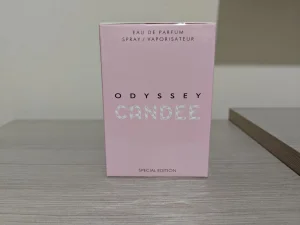 EAU DE PARFUM
SPRAY / VAPORISATEUR
ODYSSEY
CANDEE
SPECIAL EDITION